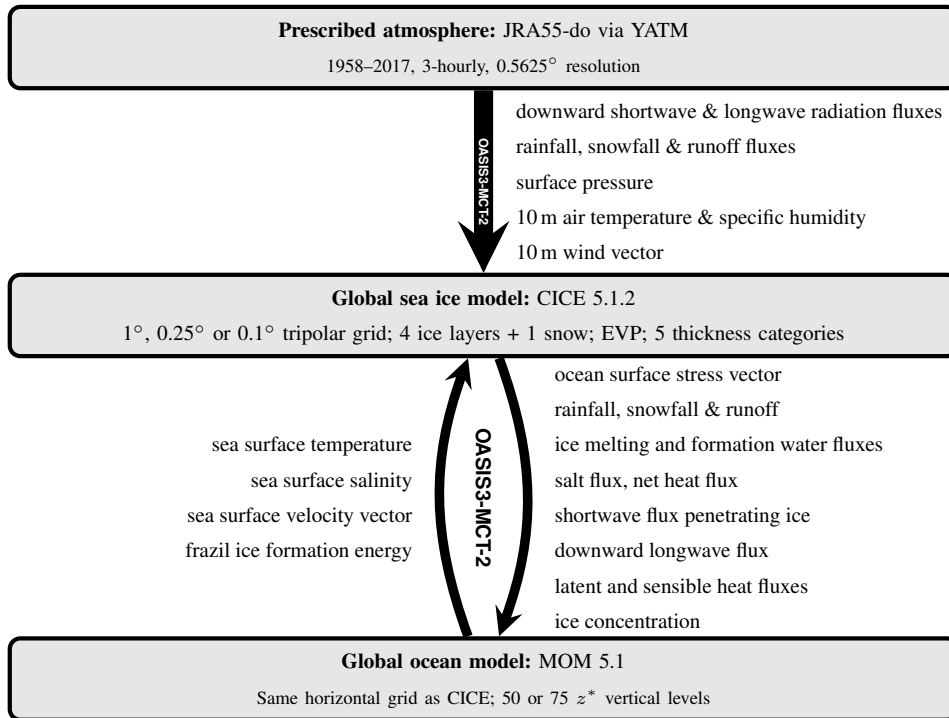 Prescribed atmosphere: JRA55-do via YATM
1958–2017, 3-hourly, 0.5625° resolution
OASIS3-MCT-2
downward shortwave & longwave radiation fluxes
rainfall, snowfall & runoff fluxes
surface pressure
10 m air temperature & specific humidity
10 m wind vector
Global sea ice model: CICE 5.1.2
1°, 0.25° or 0.1° tripolar grid; 4 ice layers + 1 snow; EVP; 5 thickness categories
sea surface temperature
sea surface salinity
sea surface velocity vector
frazil ice formation energy
OASIS3-MCT-2
ocean surface stress vector
rainfall, snowfall & runoff
ice melting and formation water fluxes
salt flux, net heat flux
shortwave flux penetrating ice
downward longwave flux
latent and sensible heat fluxes
ice concentration
Global ocean model: MOM 5.1
Same horizontal grid as CICE; 50 or 75 z* vertical levels